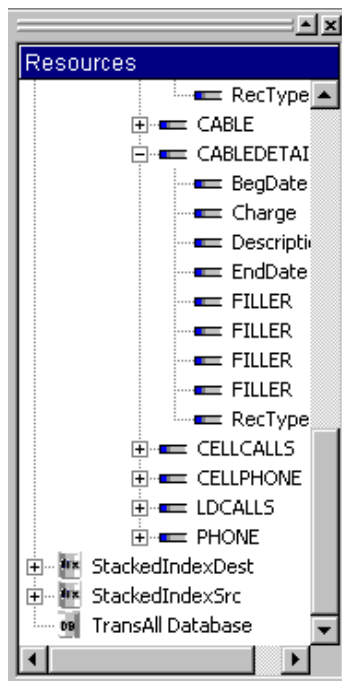 Resources
RecType
CABLE
CABLEDETAI
BegDate
Charge
Descripti
EndDate
FILLER
FILLER
FILLER
FILLER
RecType
CELLCALLS
CELLPHONE
LDCALLS
PHONE
StackedIndexDest
StackedIndexSrc
DB TransAll Database